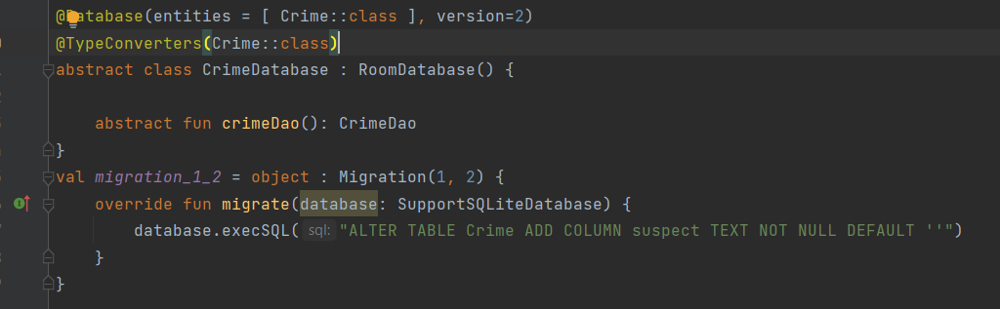 @Database(entities = [ Crime::class ], version=2)
@TypeConverters(Crime::class)
abstract class CrimeDatabase : RoomDatabase() {
abstract fun crimeDao(): CrimeDao
}
val migration_1_2 = object : Migration(1, 2) {
override fun migrate(database: SupportSQLiteDatabase) {
database.execSQL( sql: "ALTER TABLE Crime ADD COLUMN suspect TEXT NOT NULL DEFAULT ''")
}
}